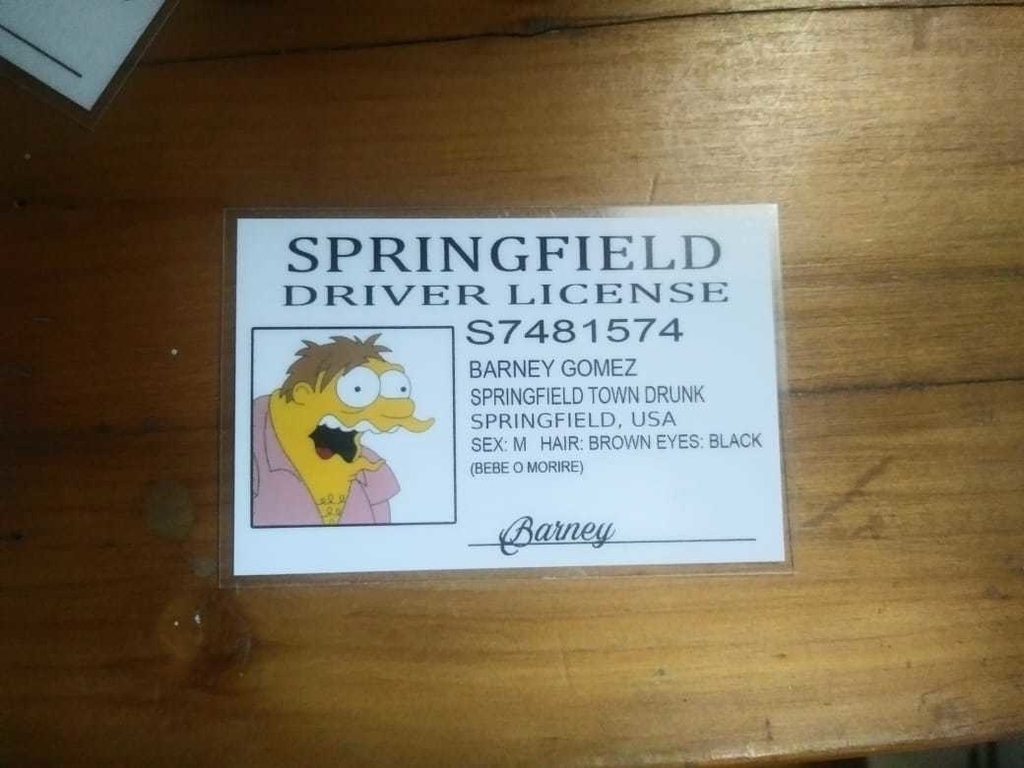 SPRINGFIELD
DRIVER LICENSE
S7481574
BARNEY GOMEZ
SPRINGFIELD TOWN DRUNK
SPRINGFIELD, USA
SEX: M HAIR: BROWN EYES: BLACK
(BEBE O MORIRE)
Barney